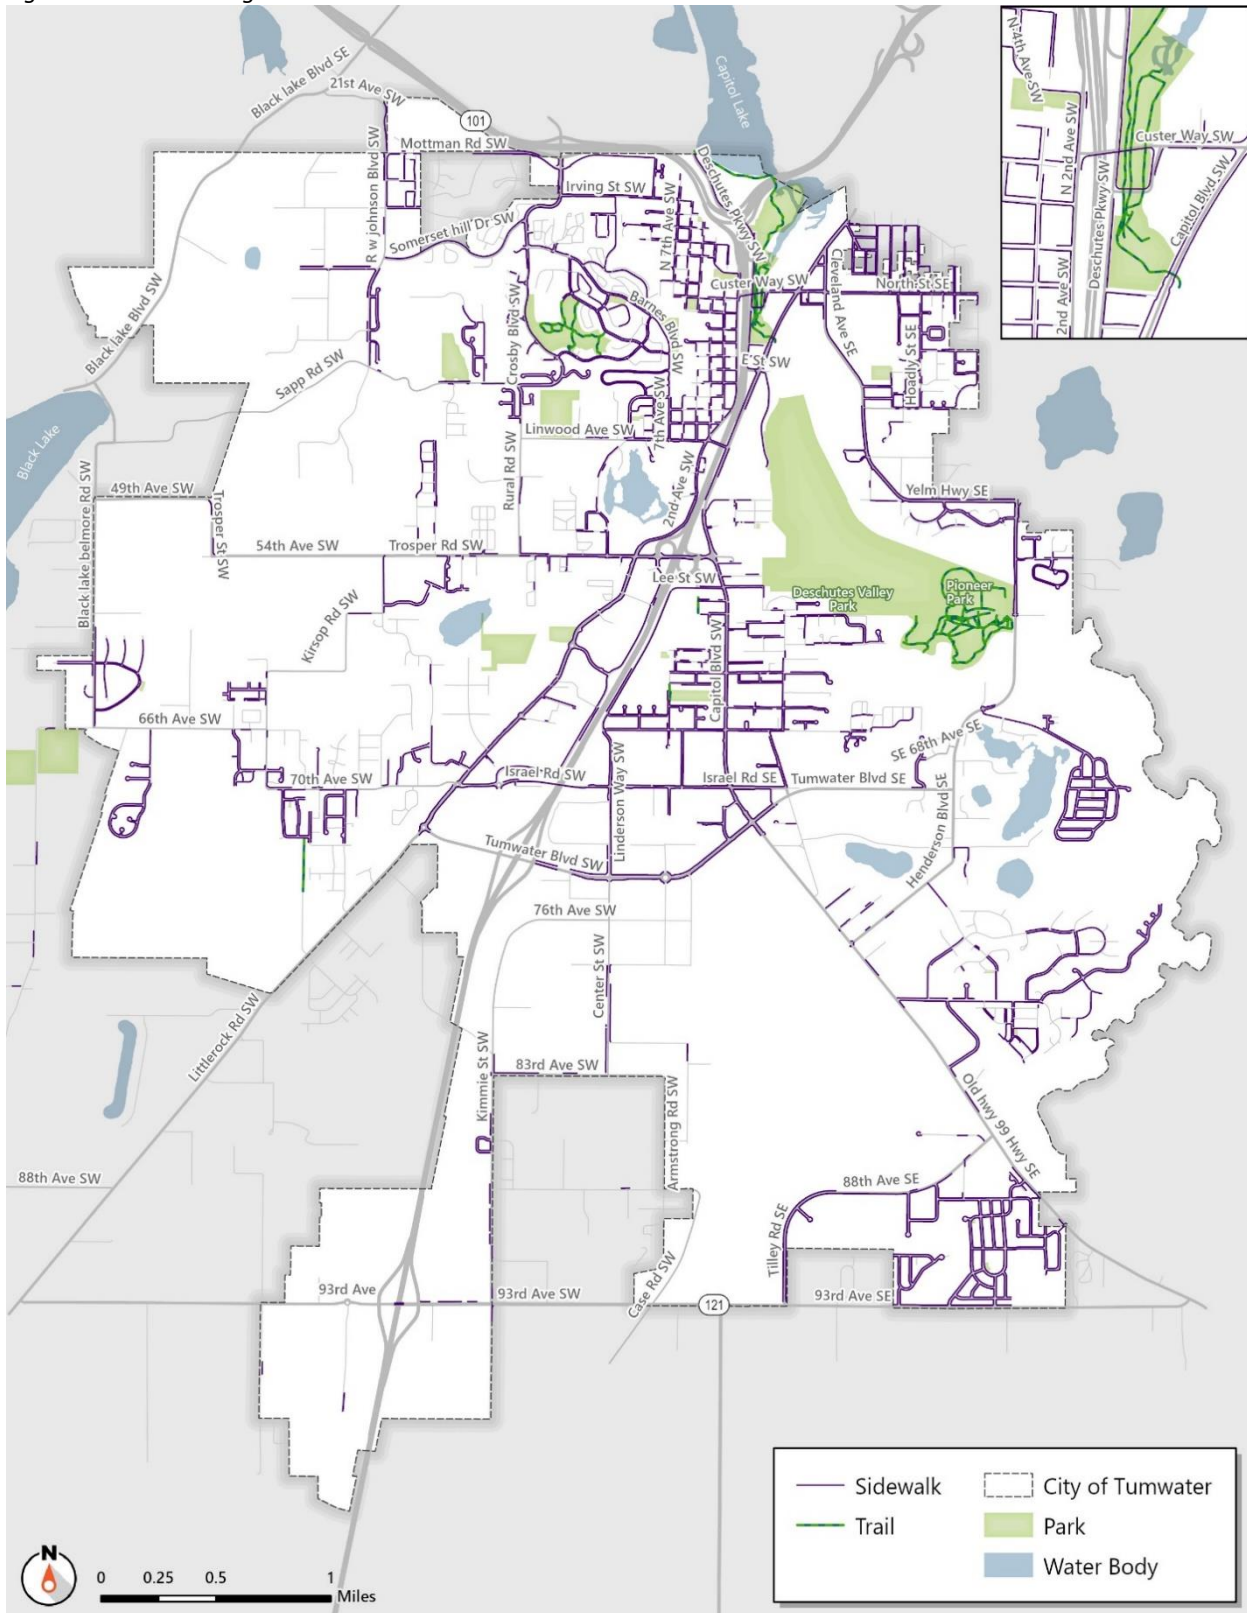 Black lake Blvd SE
21st Ave SW
101
Mottman Rd SW
Capitol Lake
Deschutes Pkwy SW
Irving St SW
R w johnson Blvd SW
Somerset hill Dr SW
N 7th Ave SW
Custer Way SW
Cleveland Ave SE
North St SE
Black lake Blvd SW
Crosby Blvd SW
Barnes Blvd SW
E St SW
Hoadly St SE
Sapp Rd SW
7th Ave SW
Linwood Ave SW
Black Lake
Rural Rd SW
2nd Ave SW
49th Ave SW
Trosper St SW
Yelm Hwy SE
54th Ave SW
Trosper Rd SW
Black lake belmore Rd SW
Lee St SW
Deschutes Valley
Park
Pioneer
Park
Kirsop Rd SW
Capitol Blvd SW
66th Ave SW
SE 68th Ave SE
70th Ave SW
Israel Rd SW
Linderson Way SW
Israel Rd SE
Tumwater Blvd SE
Henderson Blvd SE
Tumwater Blvd SW
76th Ave SW
Center St SW
Littlerock Rd SW
Kimmie St SW
83rd Ave SW
Armstrong Rd SW
Old hwy 99 Hwy SE
88th Ave SW
88th Ave SE
Tilley Rd SE
93rd Ave
93rd Ave SW
Case Rd SW
121
93rd Ave SE
N 4th Ave SW
N 2nd Ave SW
Custer Way SW
Deschutes Pkwy SW
Capitol Blvd SW
2nd Ave SW
Sidewalk
Trail
City of Tumwater
Park
Water Body
N
0 0.25 0.5 1
Miles